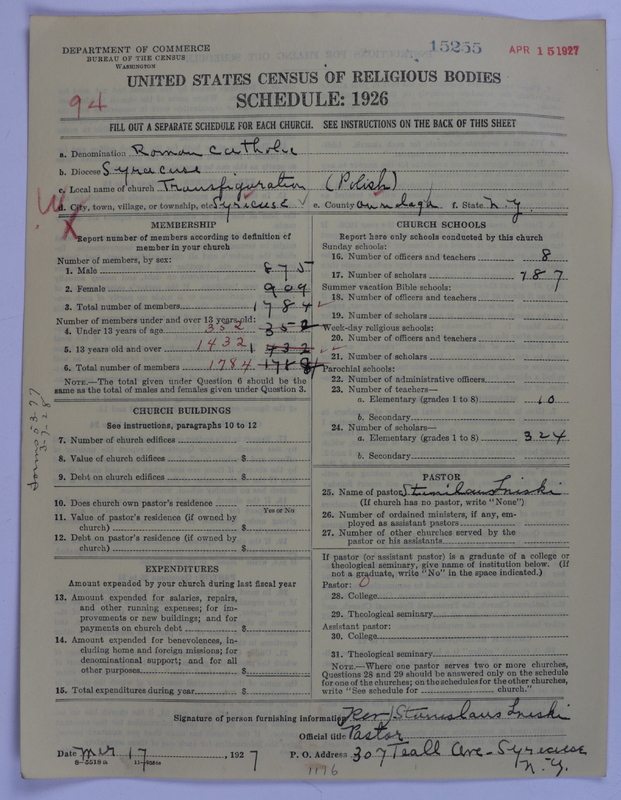 DEPARTMENT OF COMMERCE
BUREAU OF THE CENSUS
WASHINGTON
15255
APR 15 1927
UNITED STATES CENSUS OF RELIGIOUS BODIES
SCHEDULE: 1926
94
FILL OUT A SEPARATE SCHEDULE FOR EACH CHURCH. SEE INSTRUCTIONS ON THE BACK OF THIS SHEET
a. Denomination Roman Catholic
b. Diocese Syracuse
c. Local name of church Transfiguration (Polish)
d. City, town, village, or township, etc. Syracuse e. County Onondaga f. State N. Y.
MEMBERSHIP
Report number of members according to definition of
member in your church
Number of members, by sex:
1. Male 875
2. Female 909
3. Total number of members 1784
Number of members under and over 13 years old:
4. Under 13 years of age 352 352
5. 13 years old and over 1432 1432
6. Total number of members 1784
NOTE.—The total given under Question 6 should be the
same as the total of males and females given under Question 3.
CHURCH BUILDINGS
See instructions, paragraphs 10 to 12
7. Number of church edifices
8. Value of church edifices $
9. Debt on church edifices $
10. Does church own pastor's residence
Yes or No
11. Value of pastor's residence (if owned by
church) $
12. Debt on pastor's residence (if owned by
church) $
EXPENDITURES
Amount expended by your church during last fiscal year
13. Amount expended for salaries, repairs,
and other running expenses; for im-
provements or new buildings; and for
payments on church debt $
14. Amount expended for benevolences, in-
cluding home and foreign missions; for
denominational support; and for all
other purposes $
15. Total expenditures during year $
CHURCH SCHOOLS
Report here only schools conducted by this church
Sunday schools:
16. Number of officers and teachers 8
17. Number of scholars 787
Summer vacation Bible schools:
18. Number of officers and teachers
19. Number of scholars
Week-day religious schools:
20. Number of officers and teachers
21. Number of scholars
Parochial schools:
22. Number of administrative officers
23. Number of teachers—
a. Elementary (grades 1 to 8) 10
b. Secondary
24. Number of scholars—
a. Elementary (grades 1 to 8) 324
b. Secondary
PASTOR
25. Name of pastor Stanislaus
(If church has no pastor, write "None")
26. Number of ordained ministers, if any, em-
ployed as assistant pastors
27. Number of other churches served by the
pastor or his assistants
If pastor (or assistant pastor) is a graduate of a college or
theological seminary, give name of institution below. (If
not a graduate, write "No" in the space indicated.)
Pastor: 0
28. College
29. Theological seminary
Assistant pastor:
30. College
31. Theological seminary
NOTE.—Where one pastor serves two or more churches,
Questions 28 and 29 should be answered only on the schedule
for one of the churches; on the schedules for the other churches,
write "See schedule for church."
Signature of person furnishing information Rev Stanislaus
Official title Pastor
Date Mar 17, 1927 P. O. Address 307 Teall Ave - Syracuse
N. Y.
8-5518 a
1176